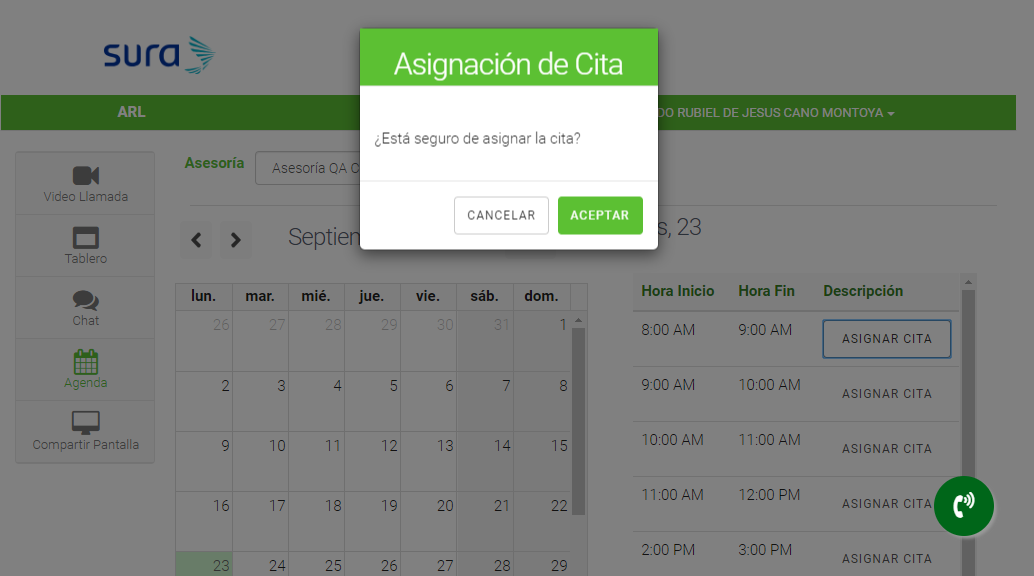 sura
Asignación de Cita
ARL
DO RUBIEL DE JESUS CANO MONTOYA
¿Está seguro de asignar la cita?
CANCELAR
ACEPTAR
Video Llamada
Tablero
Chat
Agenda
Compartir Pantalla
Asesoría
Asesoría QA C
Septien
s, 23
lun. mar. mié. jue. vie. sáb. dom.
26 27 28 29 30 31 1
2 3 4 5 6 7 8
9 10 11 12 13 14 15
16 17 18 19 20 21 22
23 24 25 26 27 28 29
Hora Inicio Hora Fin Descripción
8:00 AM 9:00 AM ASIGNAR CITA
9:00 AM 10:00 AM ASIGNAR CITA
10:00 AM 11:00 AM ASIGNAR CITA
11:00 AM 12:00 PM ASIGNAR CITA
2:00 PM 3:00 PM ASIGNAR CITA